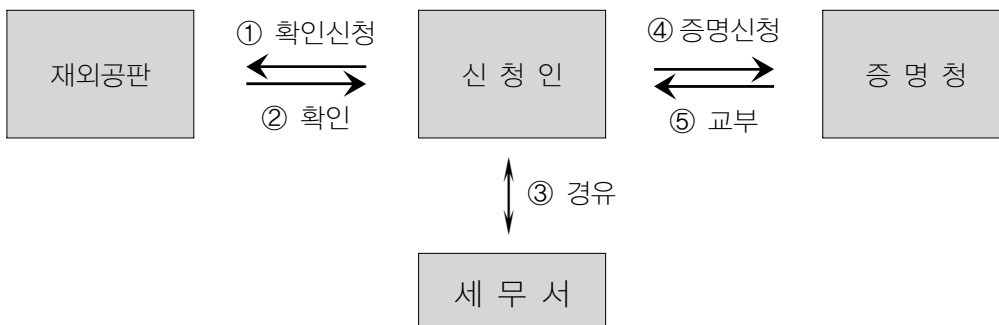 ① 확인신청
④ 증명신청
재외공판
신 청 인
증 명 청
② 확인
⑤ 교부
③ 경유
세 무 서